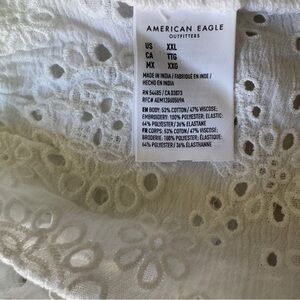 AMERICAN EAGLE
OUTFITTERS
US XXL
CA TTG
MX XXG
MADE IN INDIA / FABRIQUÉ EN INDE /
HECHO EN INDIA
RN 54485 / CA 03873
EN BODY: 53% COTTON / 47% VISCOSE;
EMBROIDERY: 100% POLYESTER; ELASTIC:
64% POLYESTER / 36% ELASTANE
FR CORPS: 53% COTON / 47% VISCOSE;
BRODERIE: 100% POLYESTER; ÉLASTIQUE:
64% POLYESTER / 36% ÉLASTHANNE